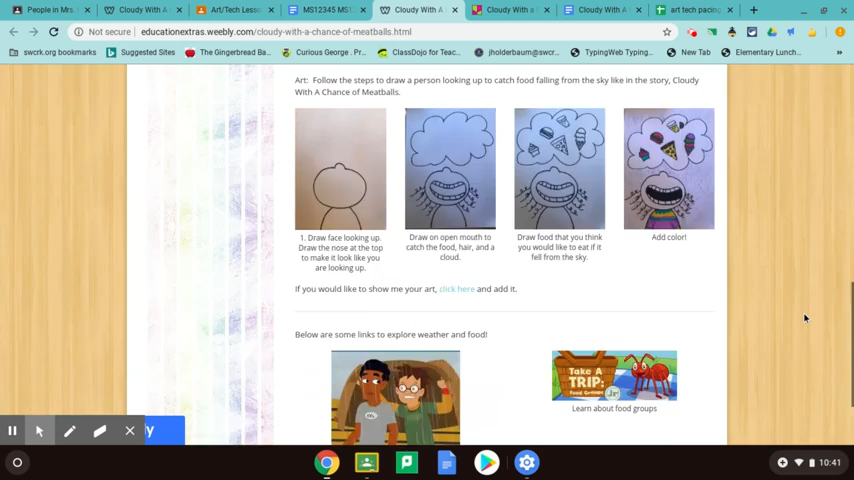 People in Mrs.
Cloudy With A
Art/Tech Lesso
MS12345 MS1
Cloudy With A
Cloudy With a
Cloudy With A
art tech pacing
Not secure | educationextras.weebly.com/cloudy-with-a-chance-of-meatballs.html
swcrk.org bookmarks
Suggested Sites
The Gingerbread Ba...
Curious George . Pr...
ClassDojo for Teac...
jholderbaum@swcr...
TypingWeb Typing...
New Tab
Elementary Lunch...
Art: Follow the steps to draw a person looking up to catch food falling from the sky like in the story, Cloudy
With A Chance of Meatballs.
1. Draw face looking up.
Draw the nose at the top
to make it look like you
are looking up.
Draw on open mouth to
catch the food, hair, and a
cloud.
Draw food that you think
you would like to eat if it
fell from the sky.
Add color!
If you would like to show me your art, click here and add it.
Below are some links to explore weather and food!
TAKE A
TRIP:
Food Groups
Jr
Learn about food groups
ly
10:41